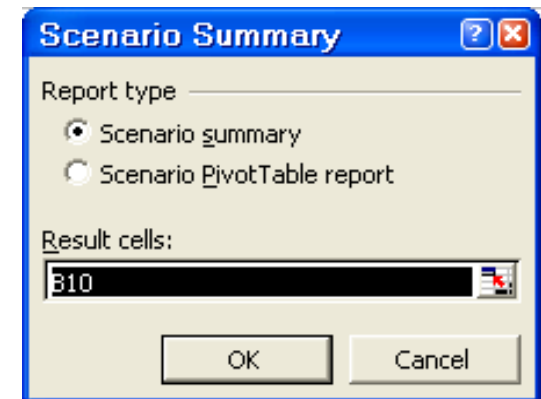 Scenario Summary
Report type
Scenario summary
Scenario PivotTable report
Result cells:
B10
OK Cancel